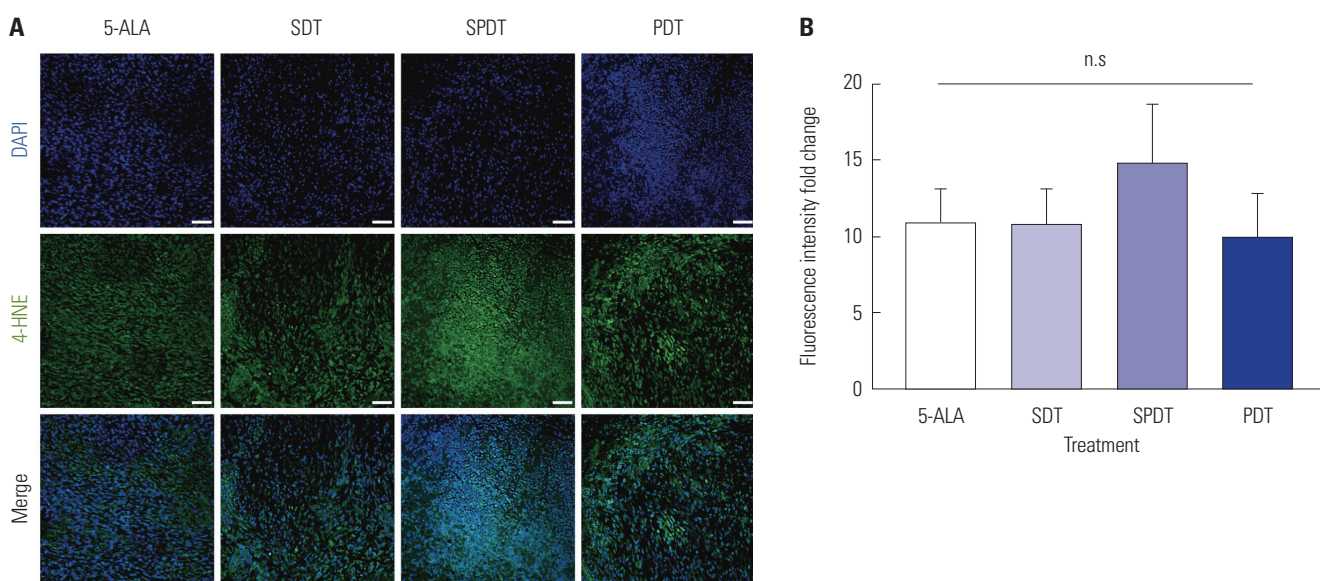 A
5-ALA SDT SPDT PDT
DAPI
4-HNE
Merge
B
n.s
20
15
10
5
0
Fluorescence intensity fold change
5-ALA SDT SPDT PDT
Treatment